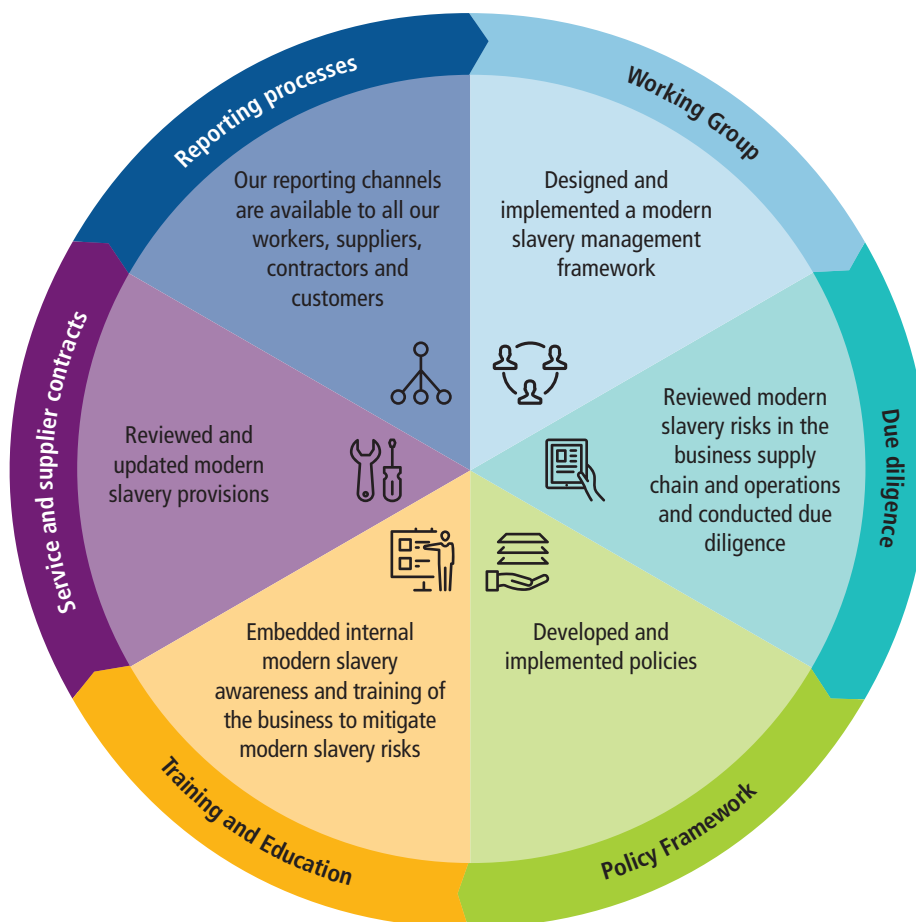 Working Group
Designed and
implemented a modern
slavery management
framework
Due diligence
Reviewed modern
slavery risks in the
business supply
chain and operations
and conducted due
diligence
Policy Framework
Developed and
implemented policies
Training and Education
Embedded internal
modern slavery
awareness and training of
the business to mitigate
modern slavery risks
Service and supplier contracts
Reviewed and
updated modern
slavery provisions
Reporting processes
Our reporting channels
are available to all our
workers, suppliers,
contractors and
customers